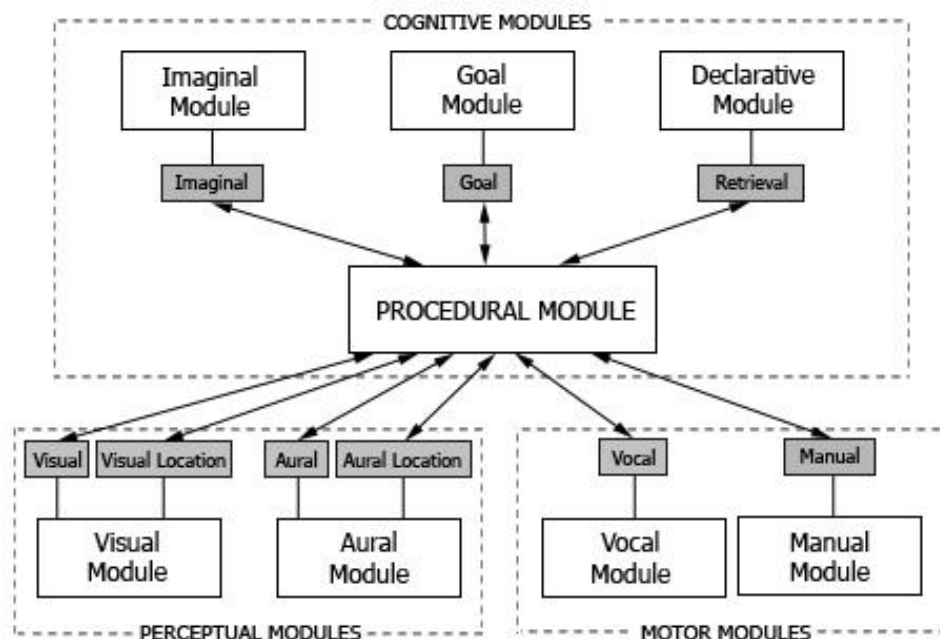 COGNITIVE MODULES
Imaginal
Module
Goal
Module
Declarative
Module
Imaginal
Goal
Retrieval
PROCEDURAL MODULE
Visual
Visual Location
Aural
Aural Location
Vocal
Manual
Visual
Module
Aural
Module
Vocal
Module
Manual
Module
PERCEPTUAL MODULES
MOTOR MODULES